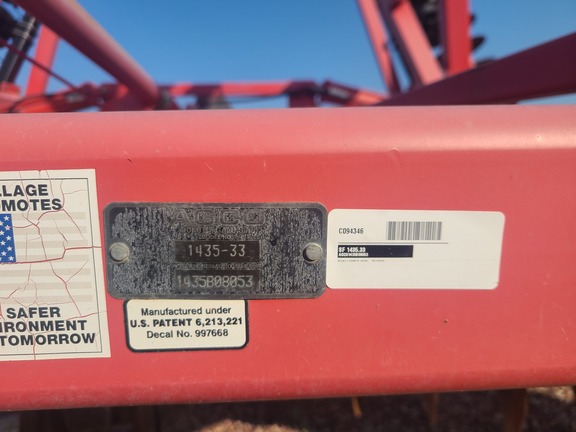 LLAGE
OMOTES
SAFER
VIRONMENT
TOMORROW
1435-33
1435B08053
Manufactured under
U.S. PATENT 6,213,221
Decal No. 997668
CD94346
SF 1435.33